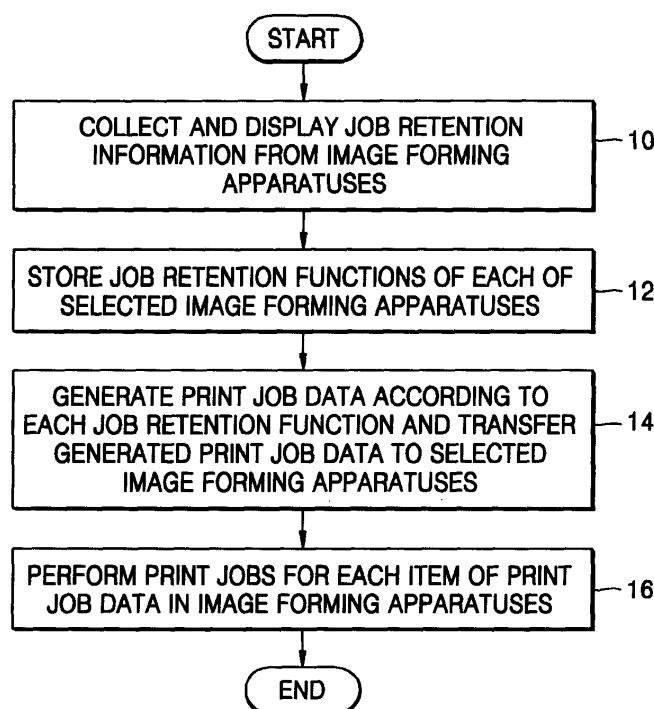 START
COLLECT AND DISPLAY JOB RETENTION
INFORMATION FROM IMAGE FORMING
APPARATUSES
10
STORE JOB RETENTION FUNCTIONS OF EACH OF
SELECTED IMAGE FORMING APPARATUSES
12
GENERATE PRINT JOB DATA ACCORDING TO
EACH JOB RETENTION FUNCTION AND TRANSFER
GENERATED PRINT JOB DATA TO SELECTED
IMAGE FORMING APPARATUSES
14
PERFORM PRINT JOBS FOR EACH ITEM OF PRINT
JOB DATA IN IMAGE FORMING APPARATUSES
16
END